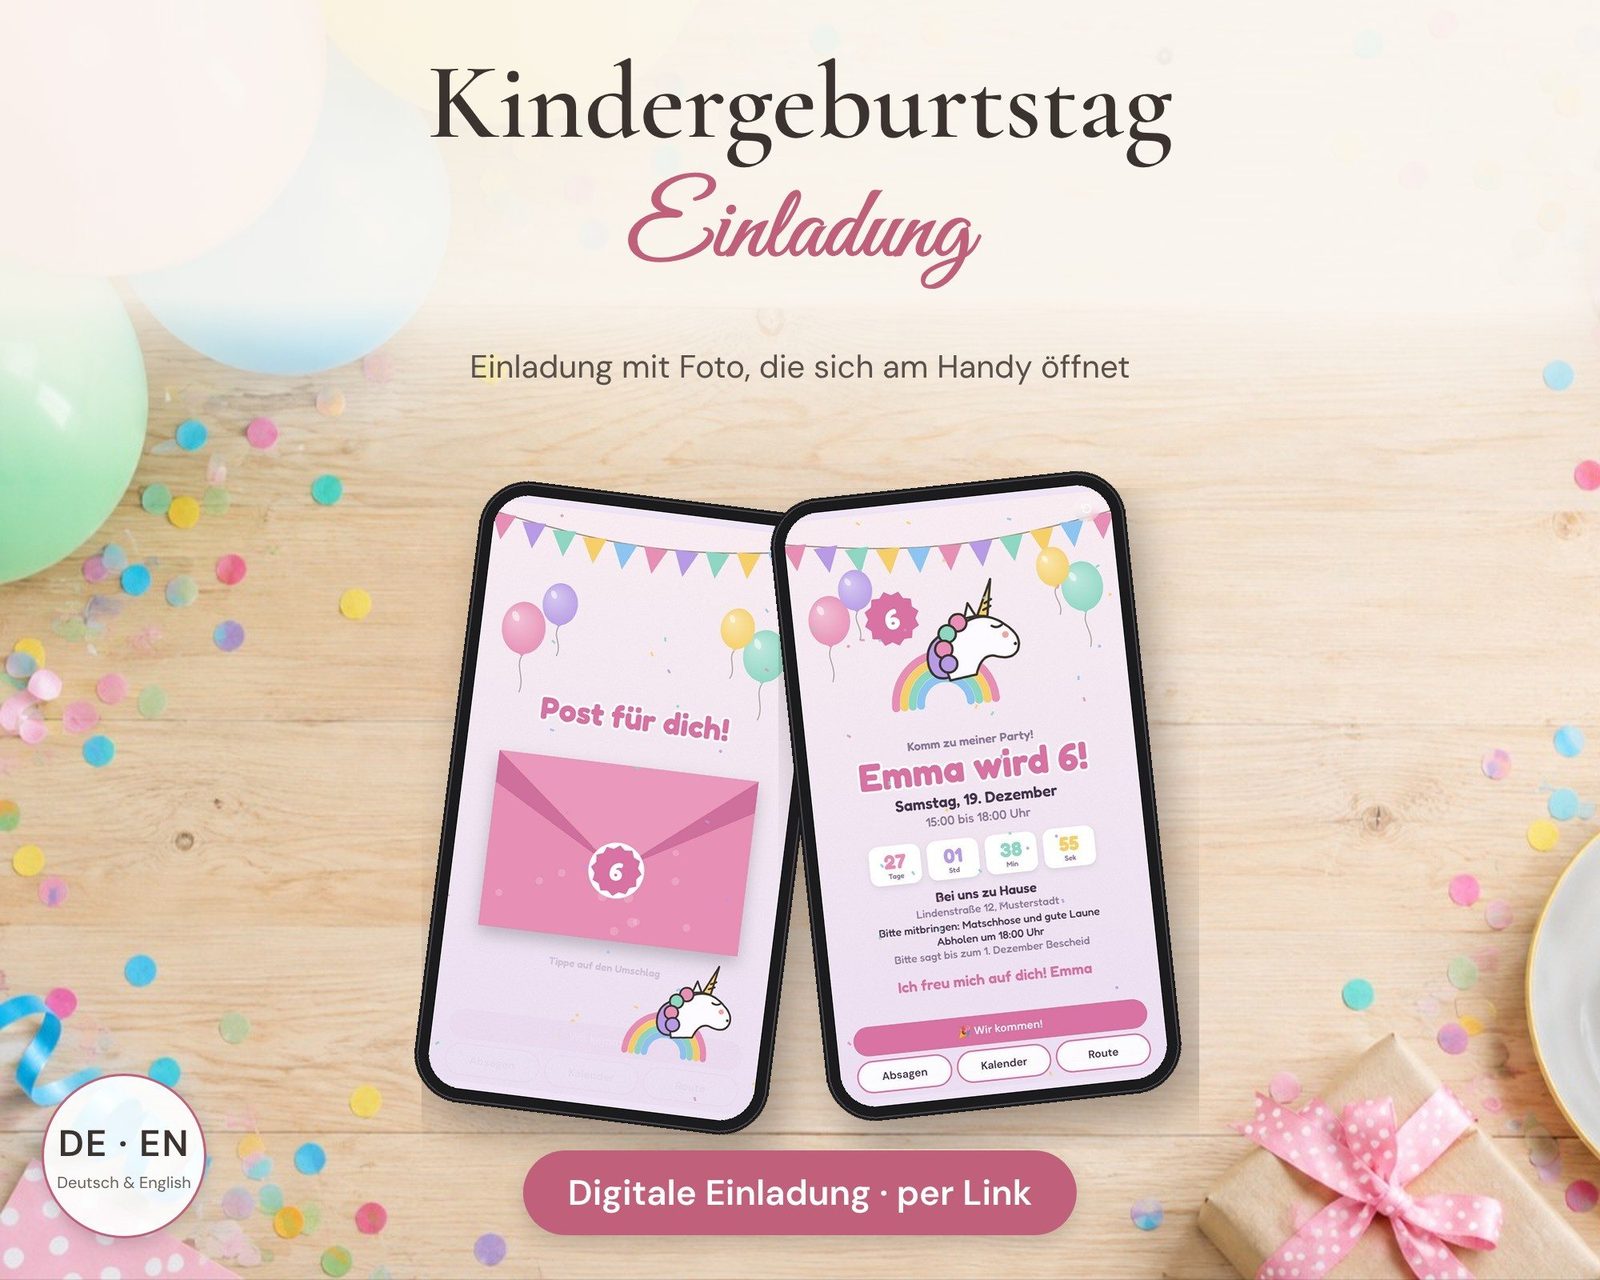 Kindergeburtstag
Einladung
Einladung mit Foto, die sich am Handy öffnet
Post für dich!
6
Tippe auf den Umschlag
Absagen
Kalender
Route
6
Komm zu meiner Party!
Emma wird 6!
Samstag, 19. Dezember
15:00 bis 18:00 Uhr
27 01 38 55
Tage Std Min Sek
Bei uns zu Hause
Lindenstraße 12, Musterstadt
Bitte mitbringen: Matschhose und gute Laune
Abholen um 18:00 Uhr
Bitte sagt bis zum 1. Dezember Bescheid
Ich freu mich auf dich! Emma
🎉 Wir kommen!
Absagen Kalender Route
DE · EN
Deutsch & English
Digitale Einladung · per Link